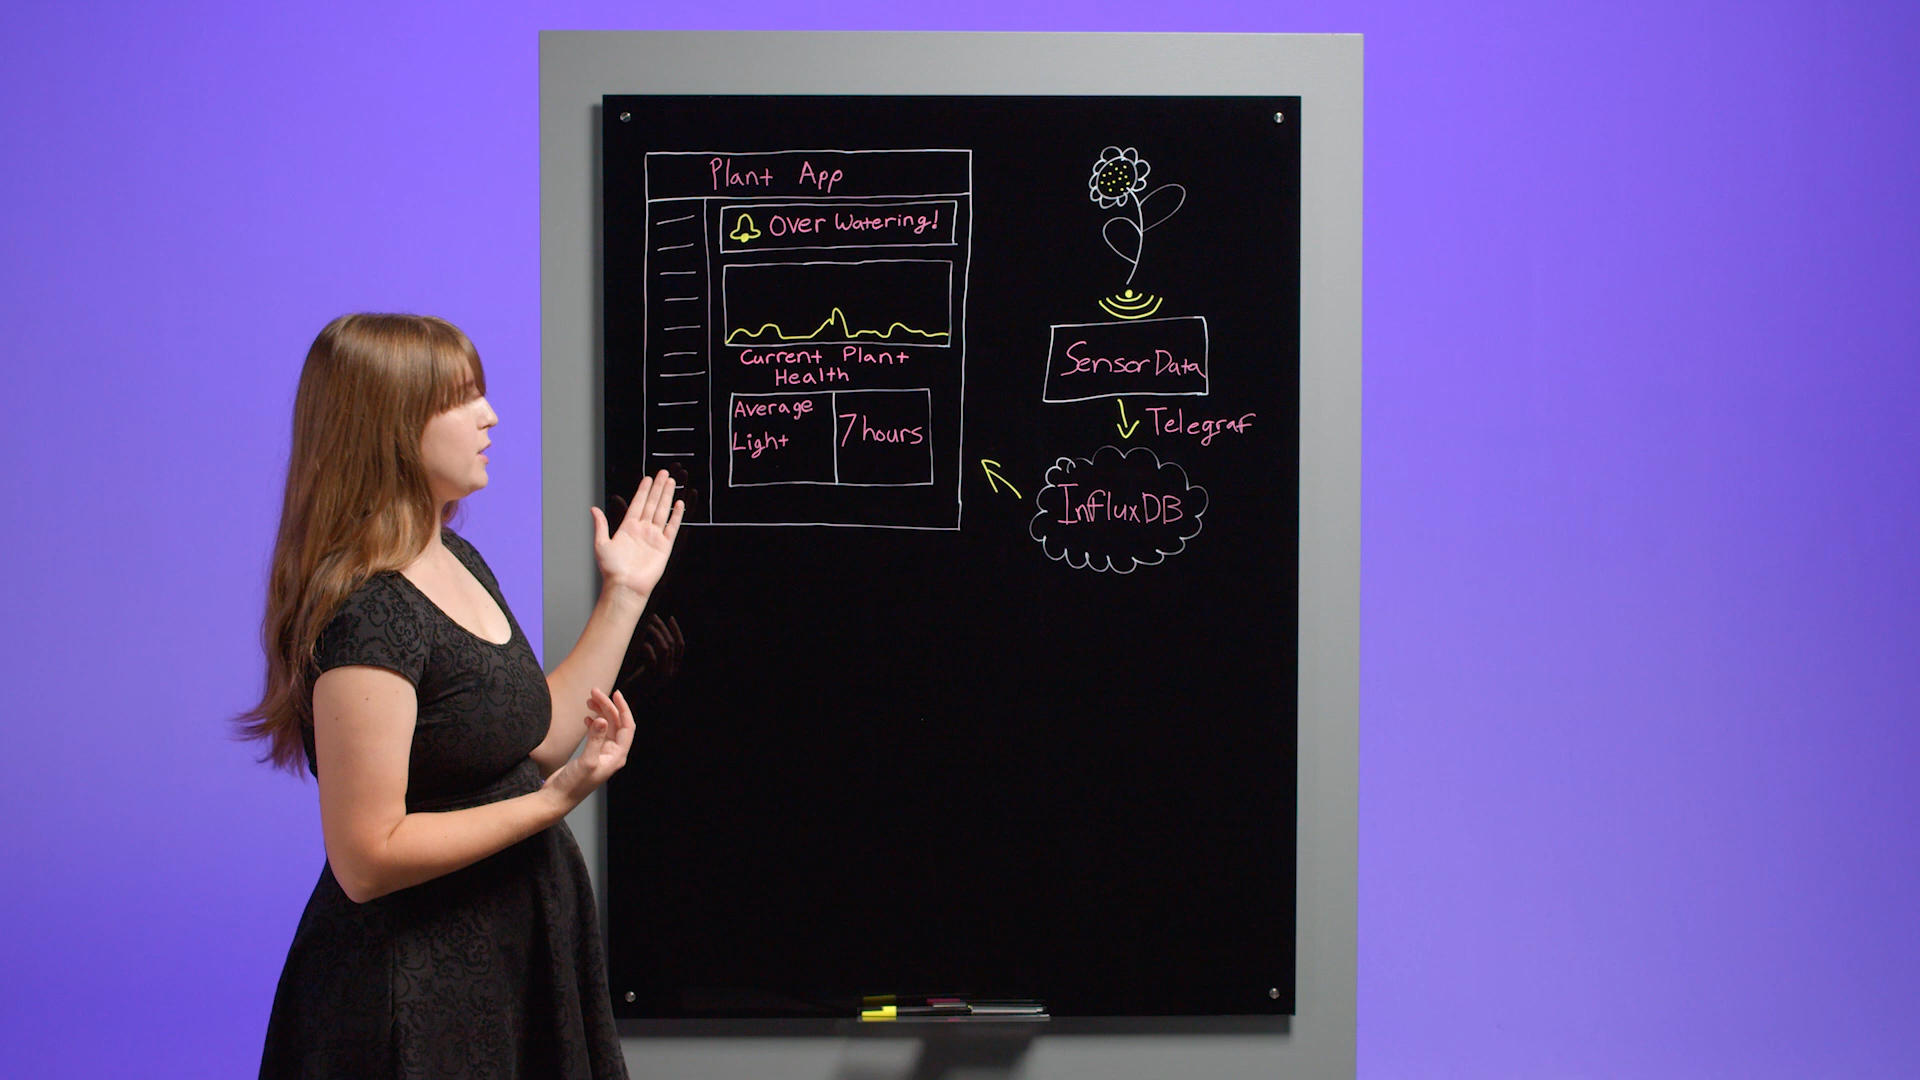 Plant App
Over Watering!
Current Plant
Health
Average
Light
7 hours
Sensor Data
Telegraf
InfluxDB